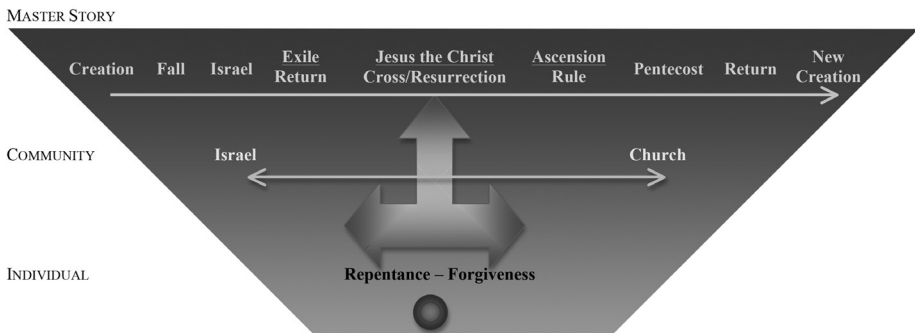 MASTER STORY
Creation Fall Israel Exile Jesus the Christ Ascension Pentecost Return New
Return Cross/Resurrection Rule Creation
COMMUNITY Israel Church
INDIVIDUAL Repentance – Forgiveness